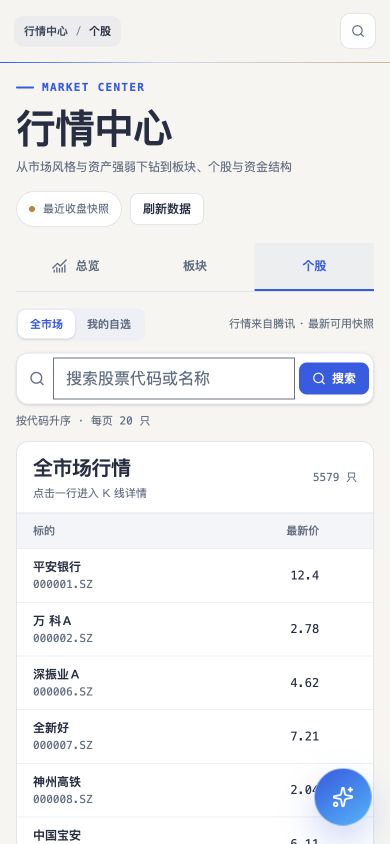 行情中心 / 个股
MARKET CENTER
行情中心
从市场风格与资产强弱下钻到板块、个股与资金结构
最近收盘快照 刷新数据
总览 板块 个股
全市场 我的自选 行情来自腾讯 · 最新可用快照
搜索股票代码或名称 搜索
按代码升序 · 每页 20 只
全市场行情
5579 只
点击一行进入 K 线详情
标的 最新价
平安银行
000001.SZ
12.4
万 科A
000002.SZ
2.78
深振业A
000006.SZ
4.62
全新好
000007.SZ
7.21
神州高铁
000008.SZ
2.04
中国宝安
6.11